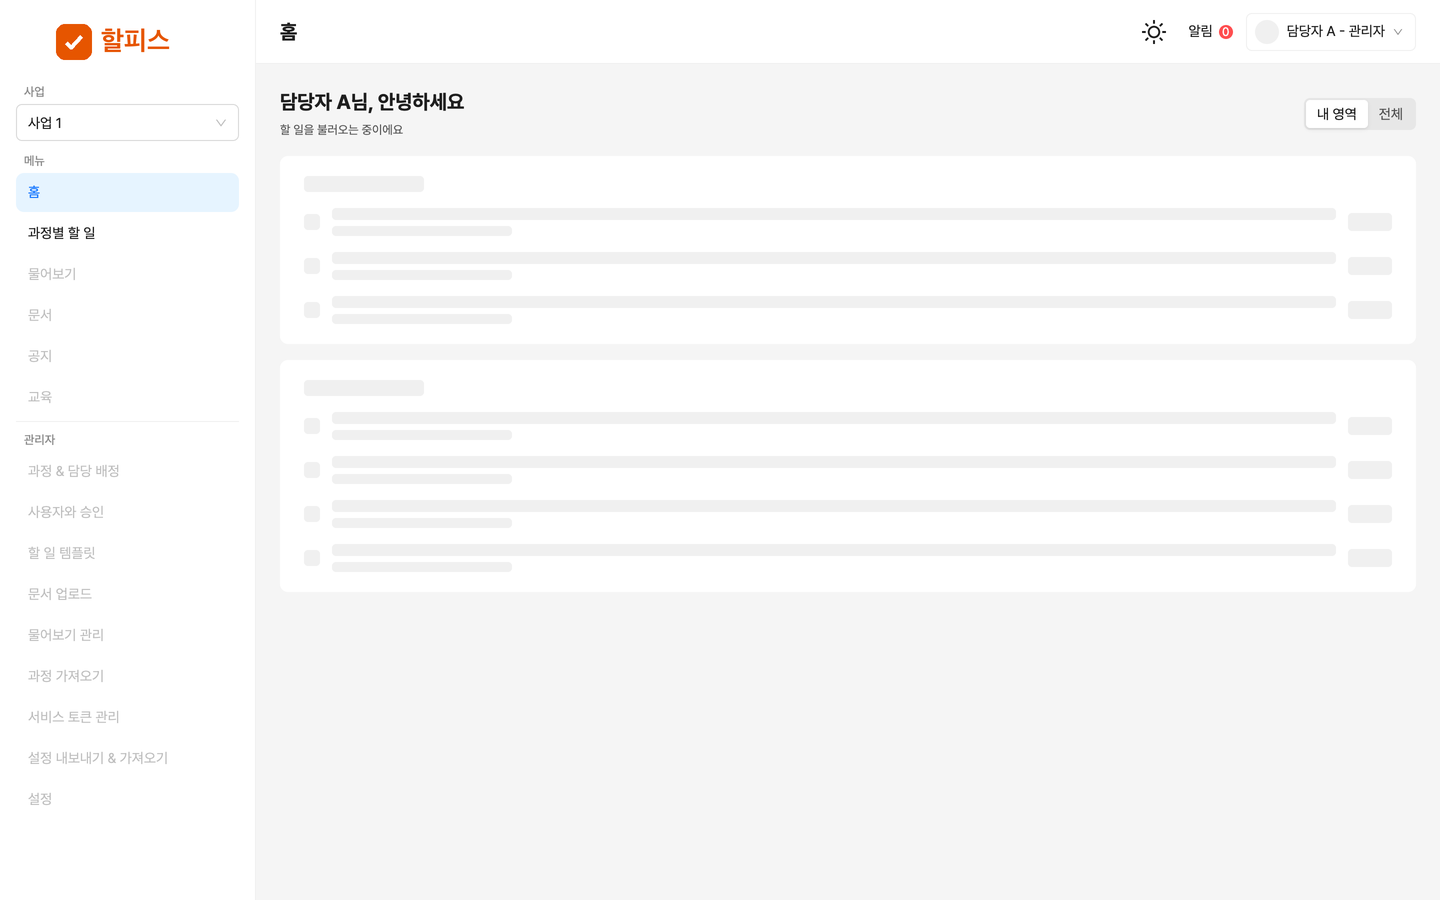 할피스
사업
사업 1
메뉴
홈
과정별 할 일
물어보기
문서
공지
교육
관리자
과정 & 담당 배정
사용자와 승인
할 일 템플릿
문서 업로드
물어보기 관리
과정 가져오기
서비스 토큰 관리
설정 내보내기 & 가져오기
설정
홈
알림 0
담당자 A - 관리자
담당자 A님, 안녕하세요
할 일을 불러오는 중이에요
내 영역
전체